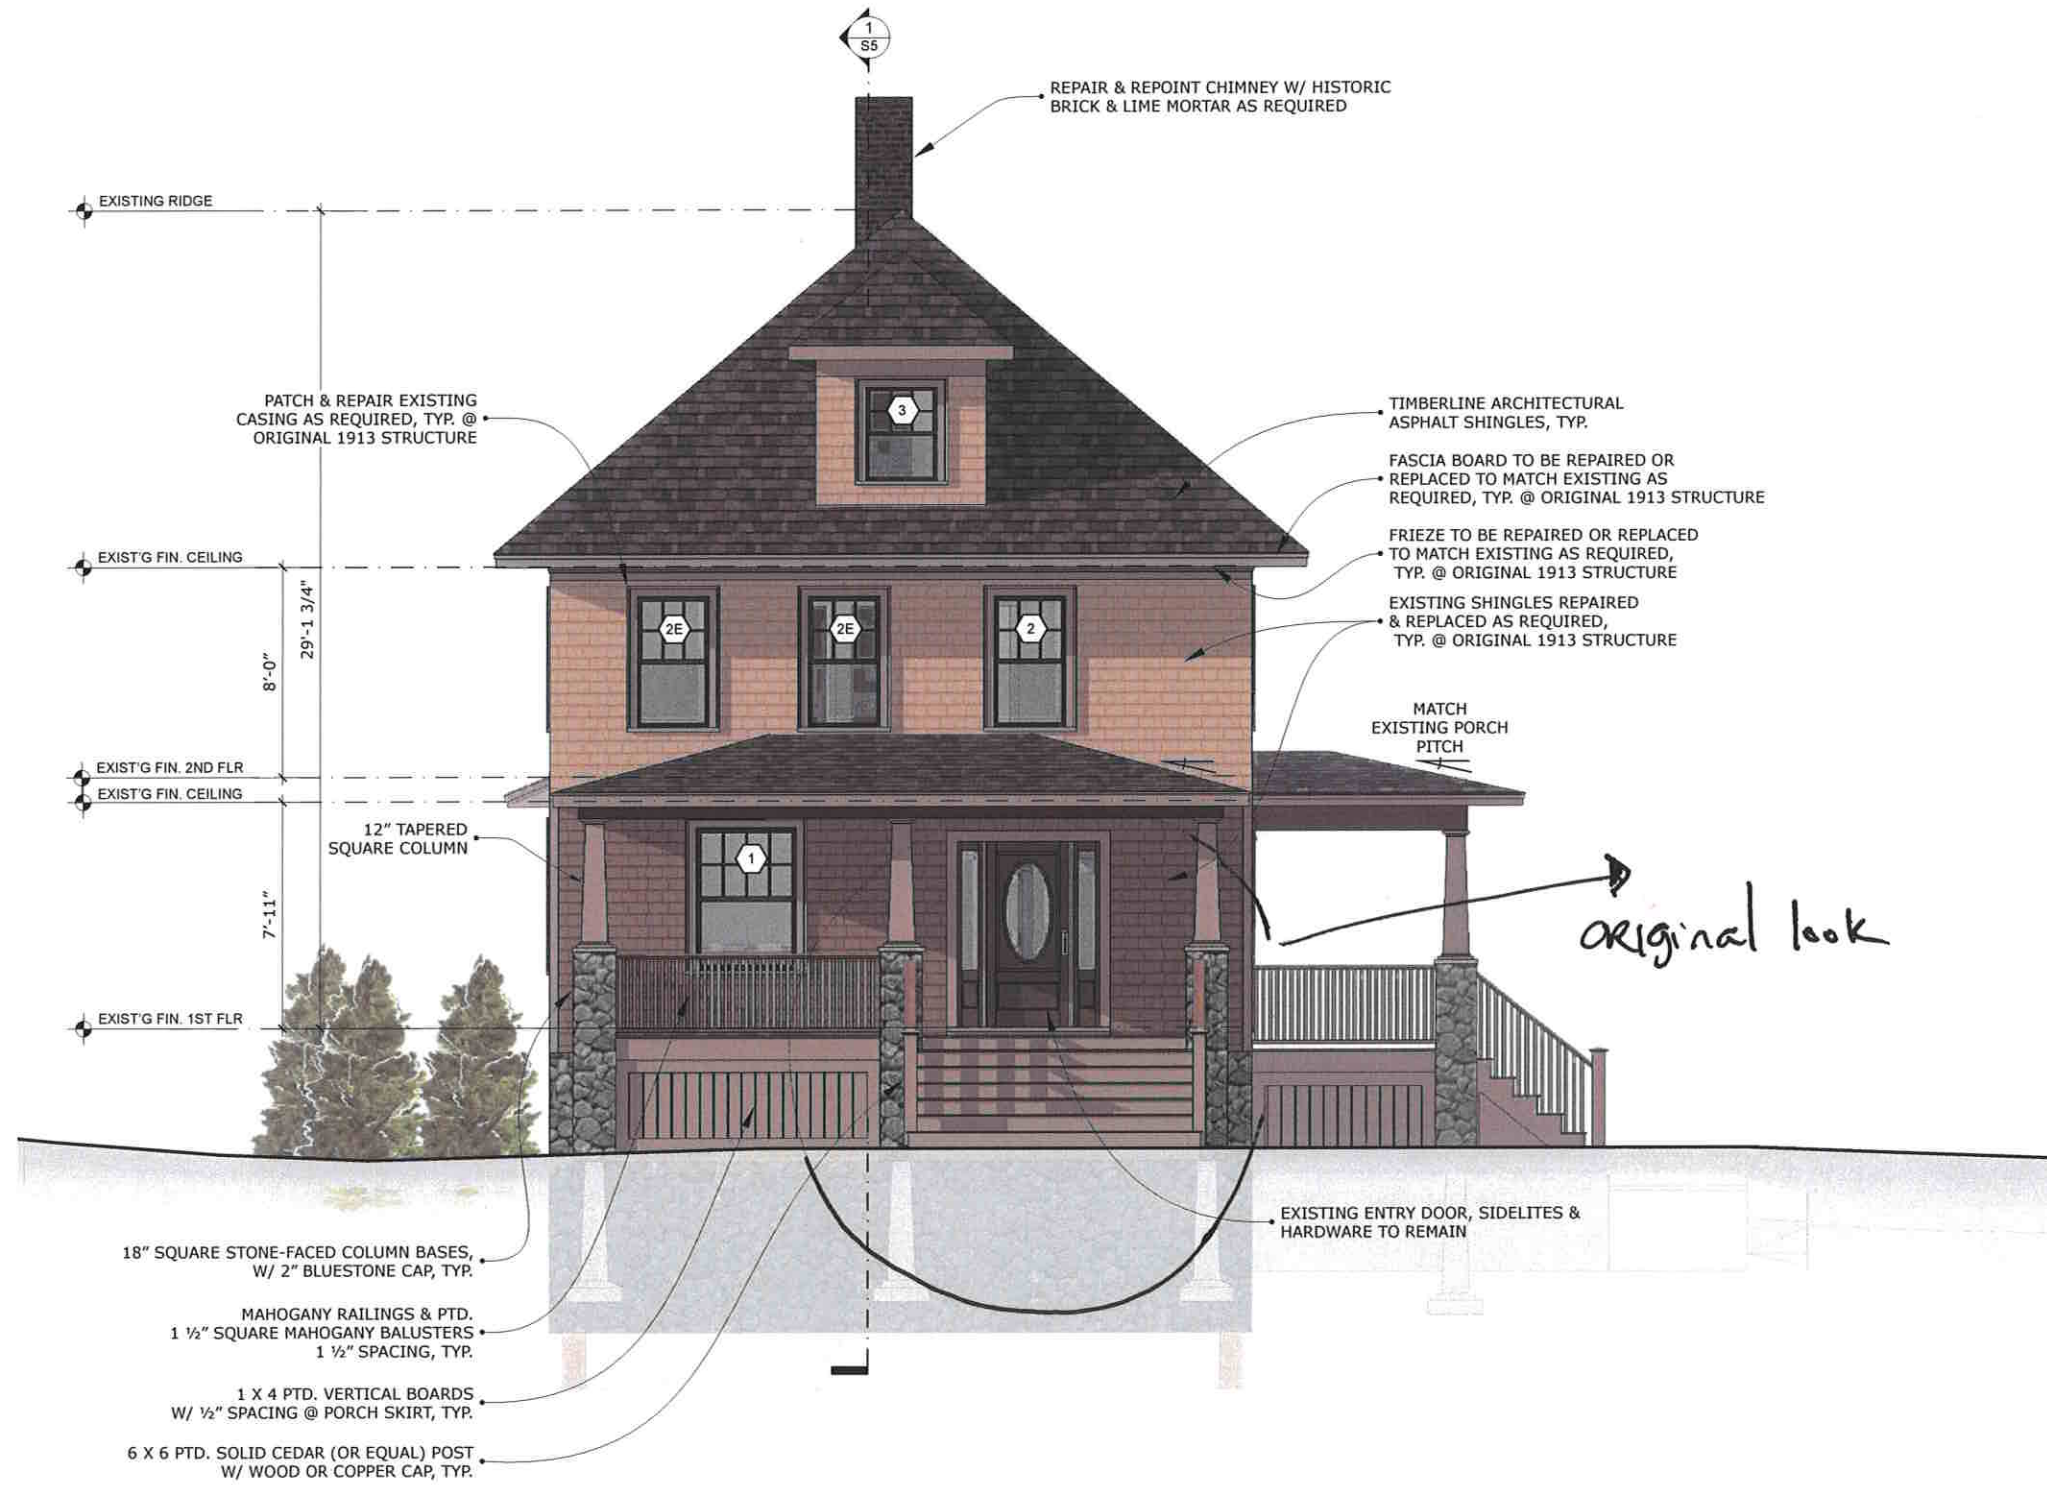 1
S5
REPAIR & REPOINT CHIMNEY W/ HISTORIC
BRICK & LIME MORTAR AS REQUIRED
EXISTING RIDGE
PATCH & REPAIR EXISTING
CASING AS REQUIRED, TYP. @
ORIGINAL 1913 STRUCTURE
3
TIMBERLINE ARCHITECTURAL
ASPHALT SHINGLES, TYP.
FASCIA BOARD TO BE REPAIRED OR
REPLACED TO MATCH EXISTING AS
REQUIRED, TYP. @ ORIGINAL 1913 STRUCTURE
FRIEZE TO BE REPAIRED OR REPLACED
TO MATCH EXISTING AS REQUIRED,
TYP. @ ORIGINAL 1913 STRUCTURE
EXIST'G FIN. CEILING
29'-1 3/4"
8'-0"
2E
2E
2
EXISTING SHINGLES REPAIRED
& REPLACED AS REQUIRED,
TYP. @ ORIGINAL 1913 STRUCTURE
MATCH
EXISTING PORCH
PITCH
EXIST'G FIN. 2ND FLR
EXIST'G FIN. CEILING
12" TAPERED
SQUARE COLUMN
1
7'-11"
original look
EXIST'G FIN. 1ST FLR
EXISTING ENTRY DOOR, SIDELITES &
HARDWARE TO REMAIN
18" SQUARE STONE-FACED COLUMN BASES,
W/ 2" BLUESTONE CAP, TYP.
MAHOGANY RAILINGS & PTD.
1 ½" SQUARE MAHOGANY BALUSTERS
1 ½" SPACING, TYP.
1 X 4 PTD. VERTICAL BOARDS
W/ ½" SPACING @ PORCH SKIRT, TYP.
6 X 6 PTD. SOLID CEDAR (OR EQUAL) POST
W/ WOOD OR COPPER CAP, TYP.